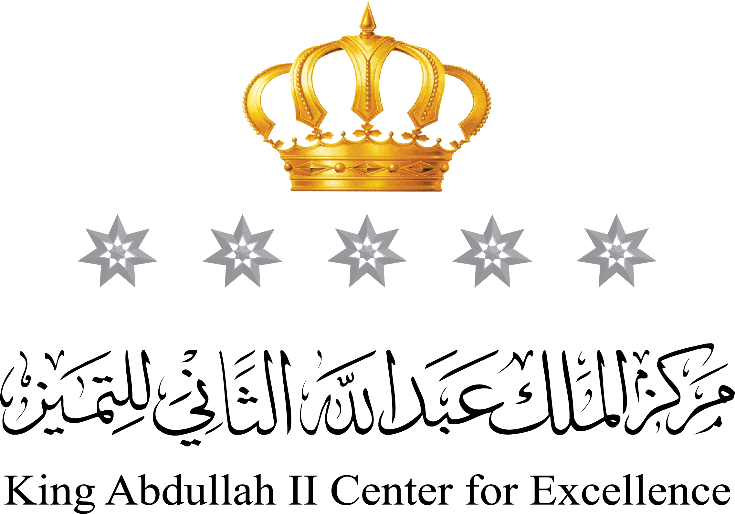 مركز الملك عبدالله الثاني للتميز
King Abdullah II Center for Excellence